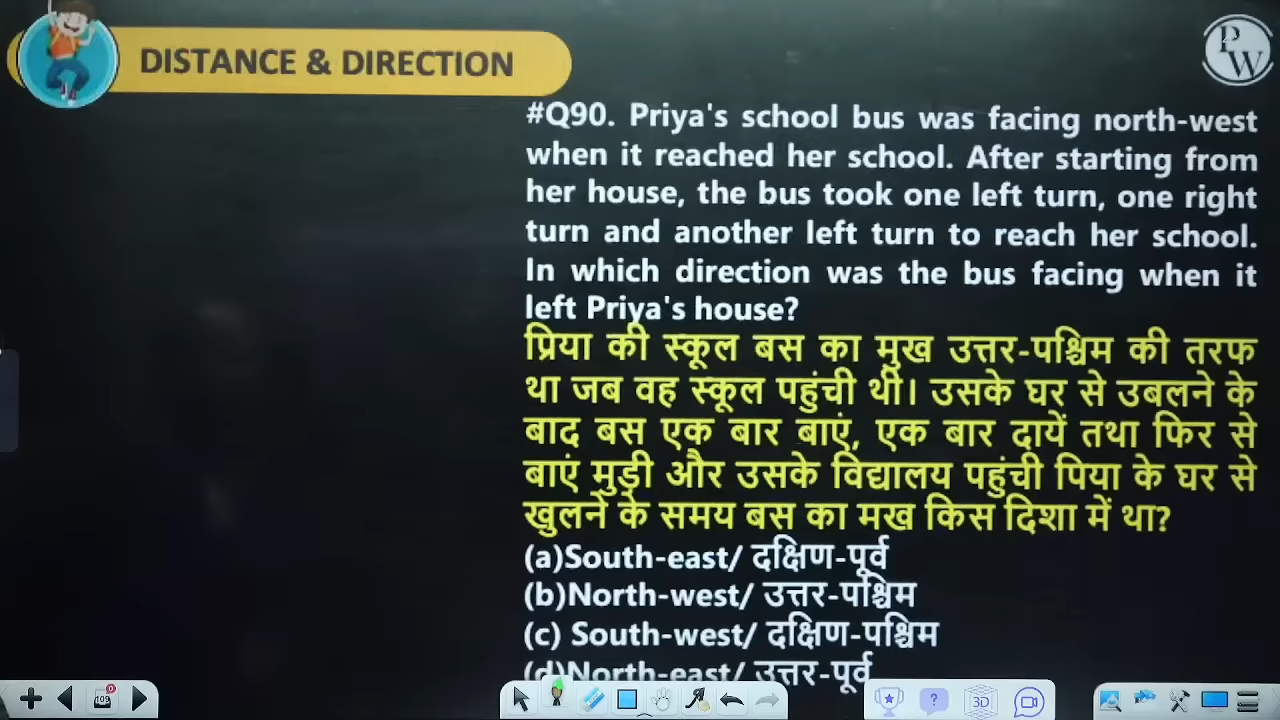 DISTANCE & DIRECTION
PW
#Q90. Priya's school bus was facing north-west
when it reached her school. After starting from
her house, the bus took one left turn, one right
turn and another left turn to reach her school.
In which direction was the bus facing when it
left Priya's house?
प्रिया की स्कूल बस का मुख उत्तर-पश्चिम की तरफ
था जब वह स्कूल पहुंची थी। उसके घर से उबलने के
बाद बस एक बार बाएं, एक बार दायें तथा फिर से
बाएं मुड़ी और उसके विद्यालय पहुंची पिया के घर से
खुलने के समय बस का मख किस दिशा में था?
(a)South-east/ दक्षिण-पूर्व
(b)North-west/ उत्तर-पश्चिम
(c) South-west/ दक्षिण-पश्चिम
(d)North-east/ उत्तर-पूर्व
3D